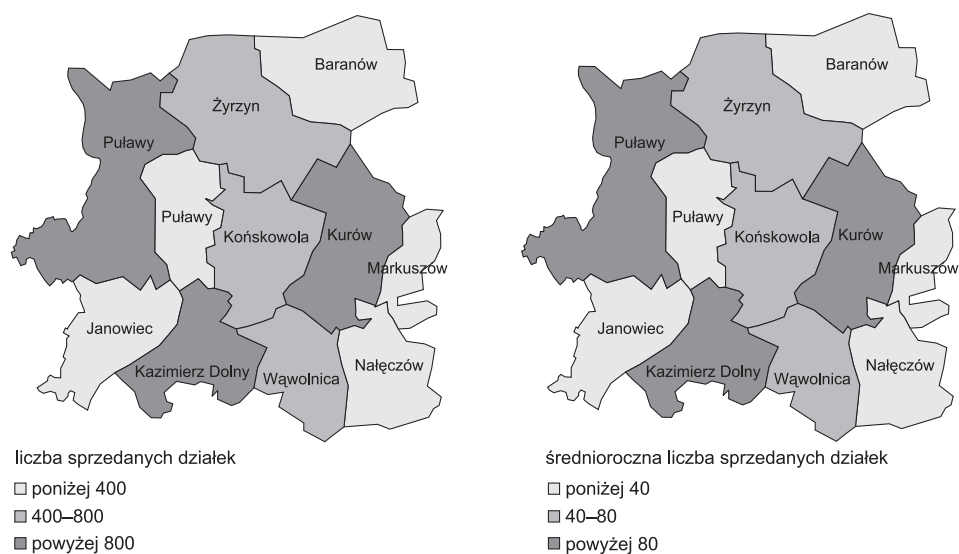 Baranów
Żyrzyn
Puławy
Puławy
Końskowola
Kurów
Markuszów
Janowiec
Kazimierz Dolny
Wąwolnica
Nałęczów
liczba sprzedanych działek
poniżej 400
400–800
powyżej 800
Baranów
Żyrzyn
Puławy
Puławy
Końskowola
Kurów
Markuszów
Janowiec
Kazimierz Dolny
Wąwolnica
Nałęczów
średnioroczna liczba sprzedanych działek
poniżej 40
40–80
powyżej 80